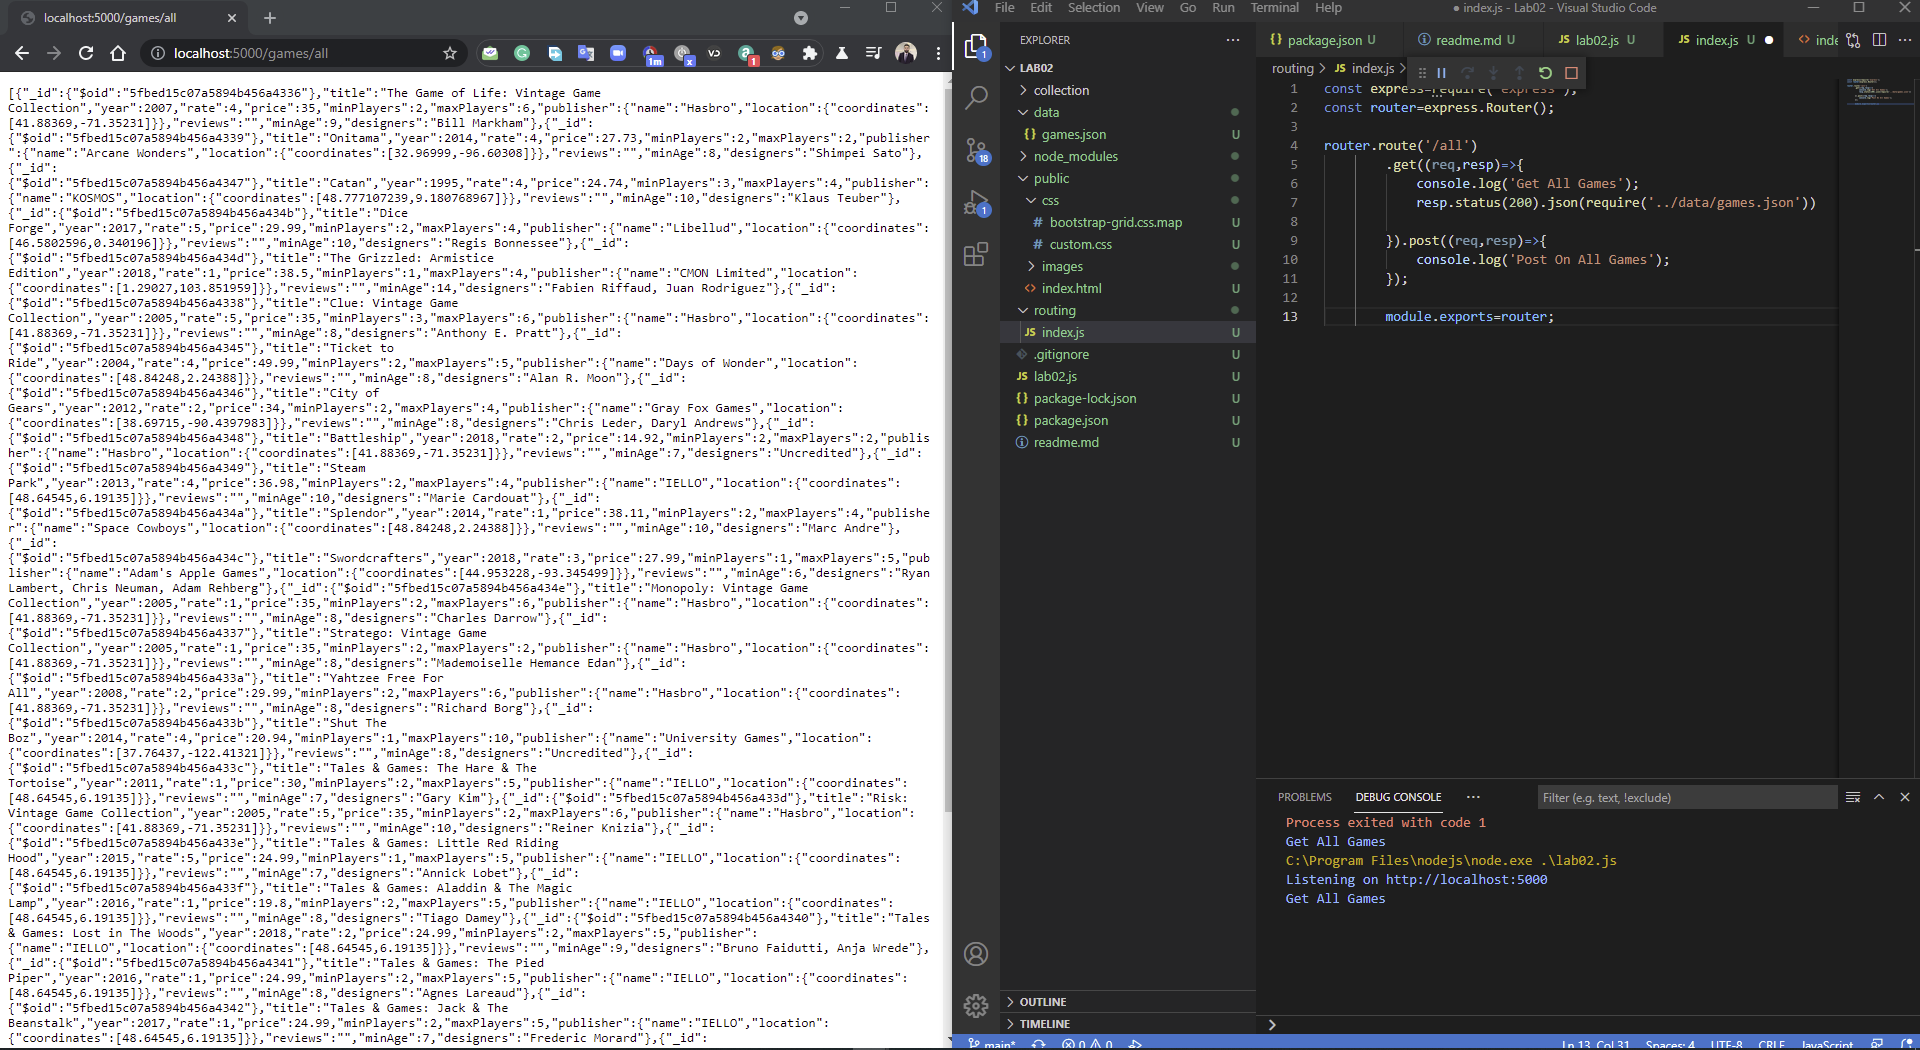 localhost:5000/games/all
localhost:5000/games/all
[{"_id":{"$oid":"5fbed15c07a5894b456a4336"},"title":"The Game of Life: Vintage Game
Collection","year":2007,"rate":4,"price":35,"minPlayers":2,"maxPlayers":6,"publisher":{"name":"Hasbro","location":{"coordinates":
[41.88369,-71.35231]}},"reviews":"","minAge":9,"designers":"Bill Markham"},{"_id":
{"$oid":"5fbed15c07a5894b456a4339"},"title":"Onitama","year":2014,"rate":4,"price":27.73,"minPlayers":2,"maxPlayers":2,"publisher
":{"name":"Arcane Wonders","location":{"coordinates":[32.96999,-96.60308]}},"reviews":"","minAge":8,"designers":"Shimpei Sato"},
{"_id":
{"$oid":"5fbed15c07a5894b456a4347"},"title":"Catan","year":1995,"rate":4,"price":24.74,"minPlayers":3,"maxPlayers":4,"publisher":
{"name":"KOSMOS","location":{"coordinates":[48.777107239,9.180768967]}},"reviews":"","minAge":10,"designers":"Klaus Teuber"},
{"_id":{"$oid":"5fbed15c07a5894b456a434b"},"title":"Dice
Forge","year":2017,"rate":5,"price":29.99,"minPlayers":2,"maxPlayers":4,"publisher":{"name":"Libellud","location":{"coordinates":
[46.5802596,0.340196]}},"reviews":"","minAge":10,"designers":"Regis Bonnessee"},{"_id":
{"$oid":"5fbed15c07a5894b456a434d"},"title":"The Grizzled: Armistice
Edition","year":2018,"rate":1,"price":38.5,"minPlayers":1,"maxPlayers":4,"publisher":{"name":"CMON Limited","location":
{"coordinates":[1.29027,103.851959]}},"reviews":"","minAge":14,"designers":"Fabien Riffaud, Juan Rodriguez"},{"_id":
{"$oid":"5fbed15c07a5894b456a4338"},"title":"Clue: Vintage Game
Collection","year":2005,"rate":5,"price":35,"minPlayers":3,"maxPlayers":6,"publisher":{"name":"Hasbro","location":{"coordinates":
[41.88369,-71.35231]}},"reviews":"","minAge":8,"designers":"Anthony E. Pratt"},{"_id":
{"$oid":"5fbed15c07a5894b456a4345"},"title":"Ticket to
Ride","year":2004,"rate":4,"price":49.99,"minPlayers":2,"maxPlayers":5,"publisher":{"name":"Days of Wonder","location":
{"coordinates":[48.84248,2.24388]}},"reviews":"","minAge":8,"designers":"Alan R. Moon"},{"_id":
{"$oid":"5fbed15c07a5894b456a4346"},"title":"City of
Gears","year":2012,"rate":2,"price":34,"minPlayers":2,"maxPlayers":4,"publisher":{"name":"Gray Fox Games","location":
{"coordinates":[38.69715,-90.4397983]}},"reviews":"","minAge":8,"designers":"Chris Leder, Daryl Andrews"},{"_id":
{"$oid":"5fbed15c07a5894b456a4348"},"title":"Battleship","year":2018,"rate":2,"price":14.92,"minPlayers":2,"maxPlayers":2,"publis
her":{"name":"Hasbro","location":{"coordinates":[41.88369,-71.35231]}},"reviews":"","minAge":7,"designers":"Uncredited"},{"_id":
{"$oid":"5fbed15c07a5894b456a4349"},"title":"Steam
Park","year":2013,"rate":4,"price":36.98,"minPlayers":2,"maxPlayers":4,"publisher":{"name":"IELLO","location":{"coordinates":
[48.64545,6.19135]}},"reviews":"","minAge":10,"designers":"Marie Cardouat"},{"_id":
{"$oid":"5fbed15c07a5894b456a434a"},"title":"Splendor","year":2014,"rate":1,"price":38.11,"minPlayers":2,"maxPlayers":4,"publishe
r":{"name":"Space Cowboys","location":{"coordinates":[48.84248,2.24388]}},"reviews":"","minAge":10,"designers":"Marc Andre"},
{"_id":
{"$oid":"5fbed15c07a5894b456a434c"},"title":"Swordcrafters","year":2018,"rate":3,"price":27.99,"minPlayers":1,"maxPlayers":5,"pub
lisher":{"name":"Adam's Apple Games","location":{"coordinates":[44.953228,-93.345499]}},"reviews":"","minAge":6,"designers":"Ryan
Lambert, Chris Neuman, Adam Rehberg"},{"_id":{"$oid":"5fbed15c07a5894b456a434e"},"title":"Monopoly: Vintage Game
Collection","year":2005,"rate":1,"price":35,"minPlayers":2,"maxPlayers":6,"publisher":{"name":"Hasbro","location":{"coordinates":
[41.88369,-71.35231]}},"reviews":"","minAge":8,"designers":"Charles Darrow"},{"_id":
{"$oid":"5fbed15c07a5894b456a4337"},"title":"Stratego: Vintage Game
Collection","year":2005,"rate":1,"price":35,"minPlayers":2,"maxPlayers":2,"publisher":{"name":"Hasbro","location":{"coordinates":
[41.88369,-71.35231]}},"reviews":"","minAge":8,"designers":"Mademoiselle Hemance Edan"},{"_id":
{"$oid":"5fbed15c07a5894b456a433a"},"title":"Yahtzee Free For
All","year":2008,"rate":2,"price":29.99,"minPlayers":2,"maxPlayers":6,"publisher":{"name":"Hasbro","location":{"coordinates":
[41.88369,-71.35231]}},"reviews":"","minAge":8,"designers":"Richard Borg"},{"_id":
{"$oid":"5fbed15c07a5894b456a433b"},"title":"Shut The
Boz","year":2014,"rate":4,"price":20.94,"minPlayers":1,"maxPlayers":10,"publisher":{"name":"University Games","location":
{"coordinates":[37.76437,-122.41321]}},"reviews":"","minAge":8,"designers":"Uncredited"},{"_id":
{"$oid":"5fbed15c07a5894b456a433c"},"title":"Tales & Games: The Hare & The
Tortoise","year":2011,"rate":1,"price":30,"minPlayers":2,"maxPlayers":5,"publisher":{"name":"IELLO","location":{"coordinates":
[48.64545,6.19135]}},"reviews":"","minAge":7,"designers":"Gary Kim"},{"_id":{"$oid":"5fbed15c07a5894b456a433d"},"title":"Risk:
Vintage Game Collection","year":2005,"rate":5,"price":35,"minPlayers":2,"maxPlayers":6,"publisher":{"name":"Hasbro","location":
{"coordinates":[41.88369,-71.35231]}},"reviews":"","minAge":10,"designers":"Reiner Knizia"},{"_id":
{"$oid":"5fbed15c07a5894b456a433e"},"title":"Tales & Games: Little Red Riding
Hood","year":2015,"rate":5,"price":24.99,"minPlayers":1,"maxPlayers":5,"publisher":{"name":"IELLO","location":{"coordinates":
[48.64545,6.19135]}},"reviews":"","minAge":7,"designers":"Annick Lobet"},{"_id":
{"$oid":"5fbed15c07a5894b456a433f"},"title":"Tales & Games: Aladdin & The Magic
Lamp","year":2016,"rate":1,"price":19.8,"minPlayers":2,"maxPlayers":5,"publisher":{"name":"IELLO","location":{"coordinates":
[48.64545,6.19135]}},"reviews":"","minAge":8,"designers":"Tiago Damey"},{"_id":{"$oid":"5fbed15c07a5894b456a4340"},"title":"Tales
& Games: Lost in The Woods","year":2018,"rate":2,"price":24.99,"minPlayers":2,"maxPlayers":5,"publisher":
{"name":"IELLO","location":{"coordinates":[48.64545,6.19135]}},"reviews":"","minAge":9,"designers":"Bruno Faidutti, Anja Wrede"},
{"_id":{"$oid":"5fbed15c07a5894b456a4341"},"title":"Tales & Games: The Pied
Piper","year":2016,"rate":1,"price":24.99,"minPlayers":2,"maxPlayers":5,"publisher":{"name":"IELLO","location":{"coordinates":
[48.64545,6.19135]}},"reviews":"","minAge":8,"designers":"Agnes Lareaud"},{"_id":
{"$oid":"5fbed15c07a5894b456a4342"},"title":"Tales & Games: Jack & The
Beanstalk","year":2017,"rate":1,"price":24.99,"minPlayers":2,"maxPlayers":5,"publisher":{"name":"IELLO","location":
{"coordinates":[48.64545,6.19135]}},"reviews":"","minAge":7,"designers":"Frederic Morard"},{"_id":
File Edit Selection View Go Run Terminal Help
● index.js - Lab02 - Visual Studio Code
EXPLORER
LAB02
collection
data
games.json U
node_modules
public
css
bootstrap-grid.css.map U
custom.css U
images
index.html U
routing
index.js U
.gitignore U
lab02.js U
package-lock.json U
package.json U
readme.md U
OUTLINE
TIMELINE
package.json U
readme.md U
lab02.js U
index.js U
inde
routing > JS index.js >
1 const express=require('express');
2 const router=express.Router();
3
4 router.route('/all')
5 .get((req,resp)=>{
6 console.log('Get All Games');
7 resp.status(200).json(require('../data/games.json'))
8
9 }).post((req,resp)=>{
10 console.log('Post On All Games');
11 });
12
13 module.exports=router;
PROBLEMS DEBUG CONSOLE
Filter (e.g. text, !exclude)
Process exited with code 1
Get All Games
C:\Program Files\nodejs\node.exe .\lab02.js
Listening on http://localhost:5000
Get All Games
main* 0 0
Ln 13, Col 31 Spaces: 4 UTF-8 CRLF JavaScript